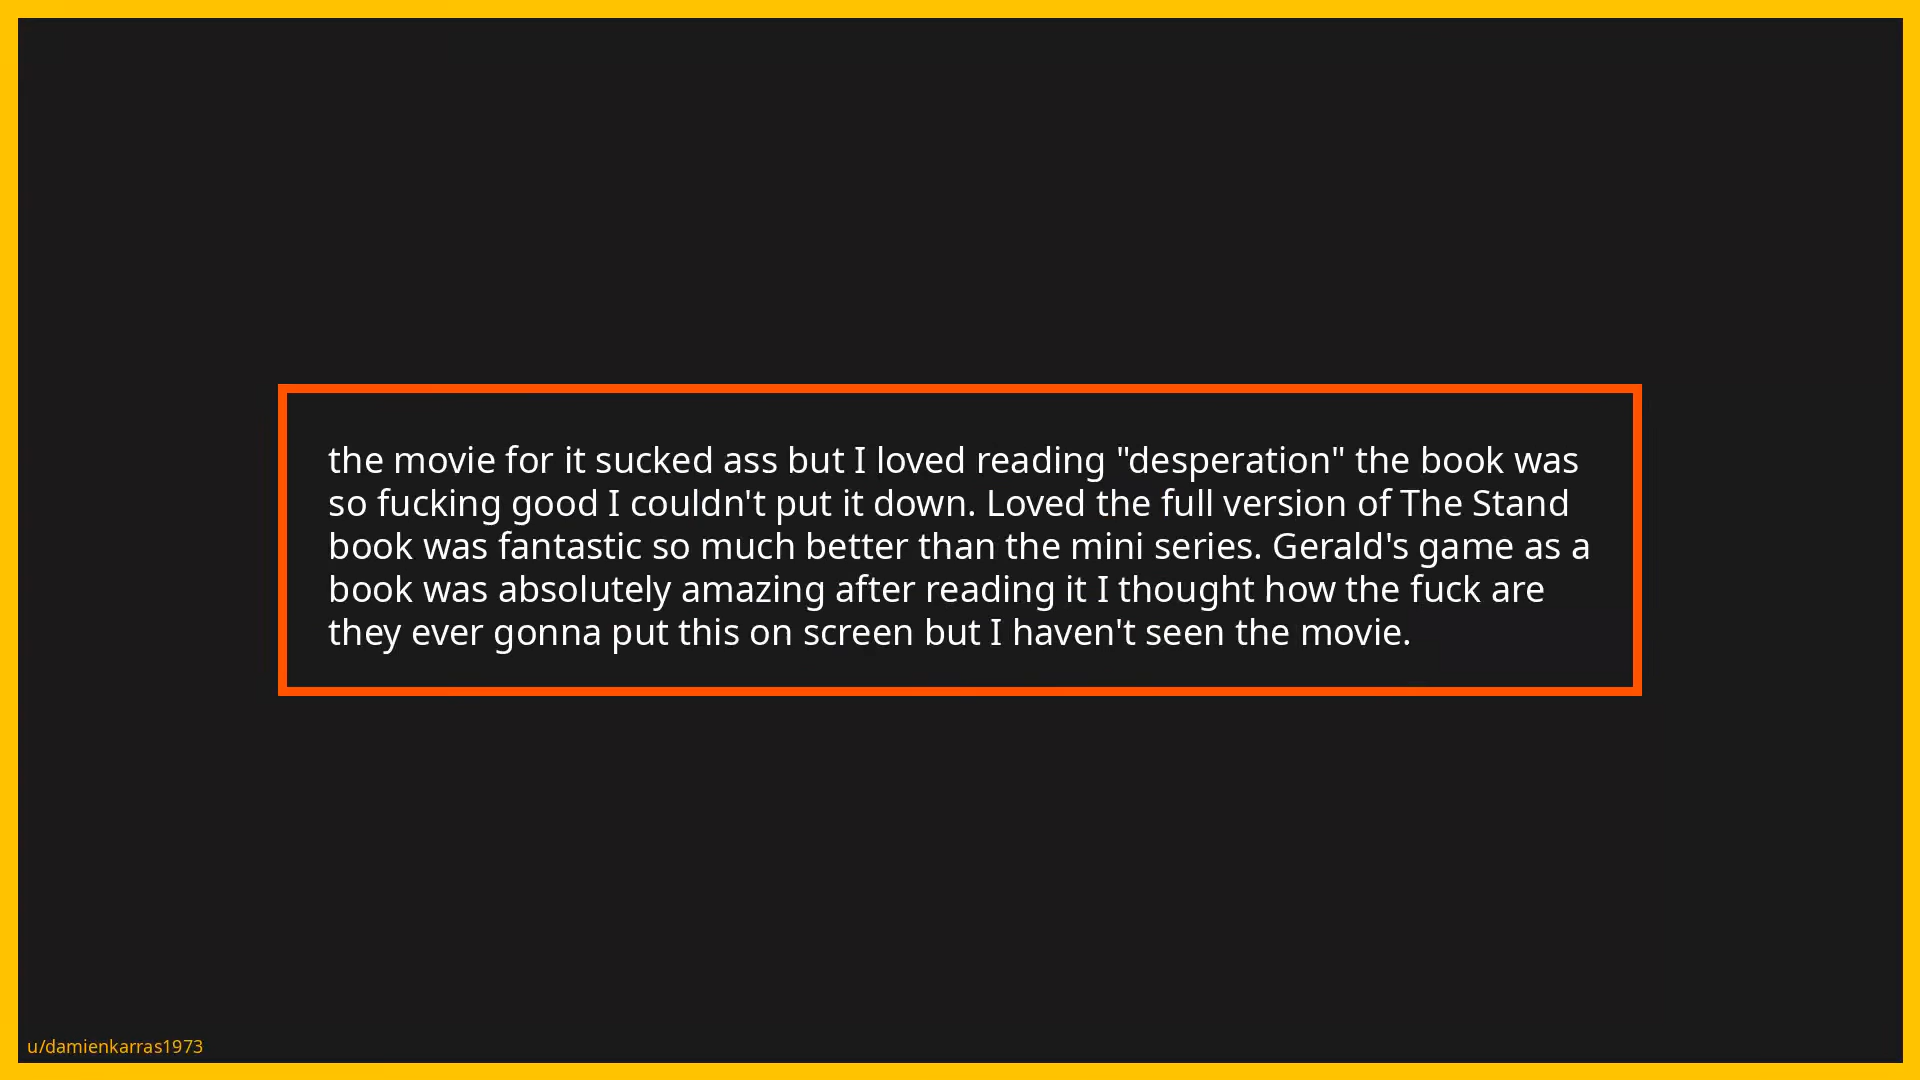 the movie for it sucked ass but I loved reading "desperation" the book was
so fucking good I couldn't put it down. Loved the full version of The Stand
book was fantastic so much better than the mini series. Gerald's game as a
book was absolutely amazing after reading it I thought how the fuck are
they ever gonna put this on screen but I haven't seen the movie.
u/damienkarras1973